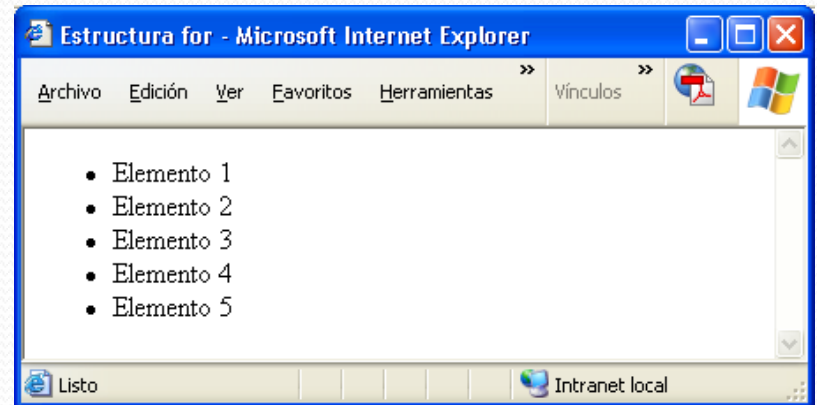 Estructura for - Microsoft Internet Explorer
Archivo Edición Ver Favoritos Herramientas » Vínculos »
• Elemento 1
• Elemento 2
• Elemento 3
• Elemento 4
• Elemento 5
Listo Intranet local